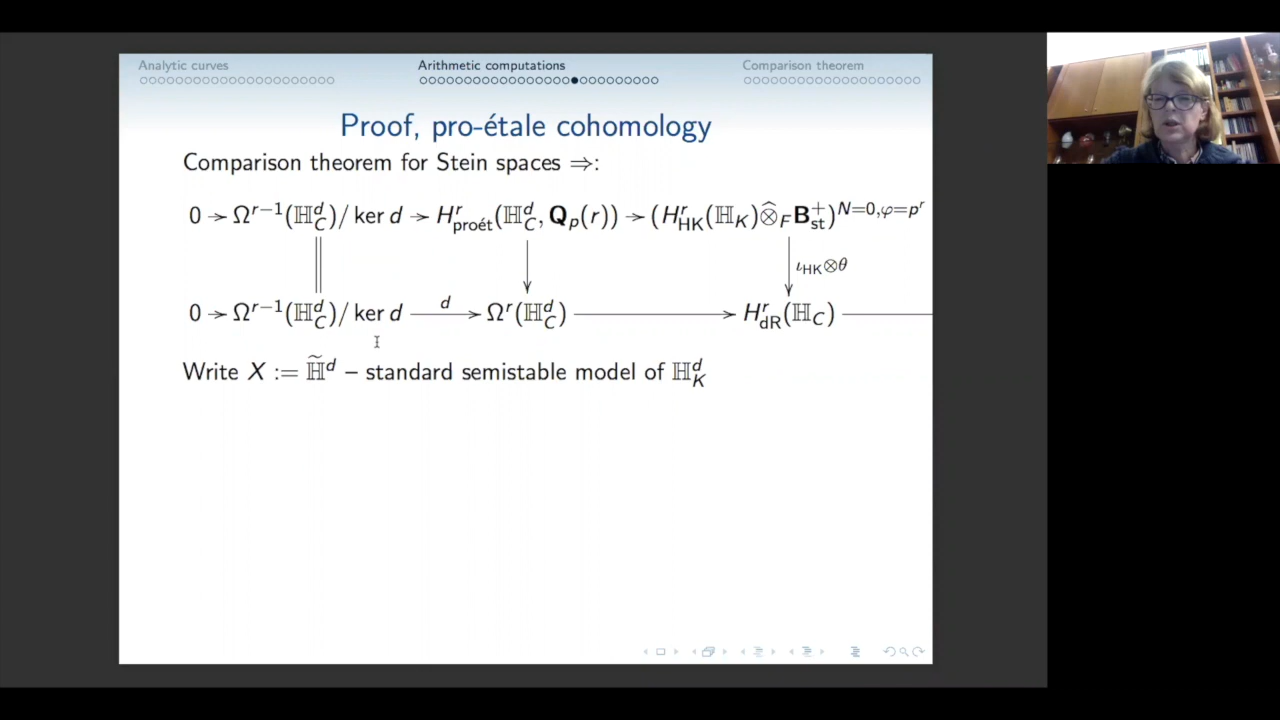 Analytic curves Arithmetic computations Comparison theorem
Proof, pro-étale cohomology
Comparison theorem for Stein spaces ⇒:
0 → Ω^{r−1}(ℍ^d_C)/ ker d → H^r_{proét}(ℍ^d_C, Q_p(r)) → (H^r_{HK}(ℍ_K)⊗̂_F B^+_{st})^{N=0,φ=p^r}
ι_{HK}⊗θ
0 → Ω^{r−1}(ℍ^d_C)/ ker d —d→ Ω^r(ℍ^d_C) → H^r_{dR}(ℍ_C)
Write X := ℍ̃^d – standard semistable model of ℍ^d_K